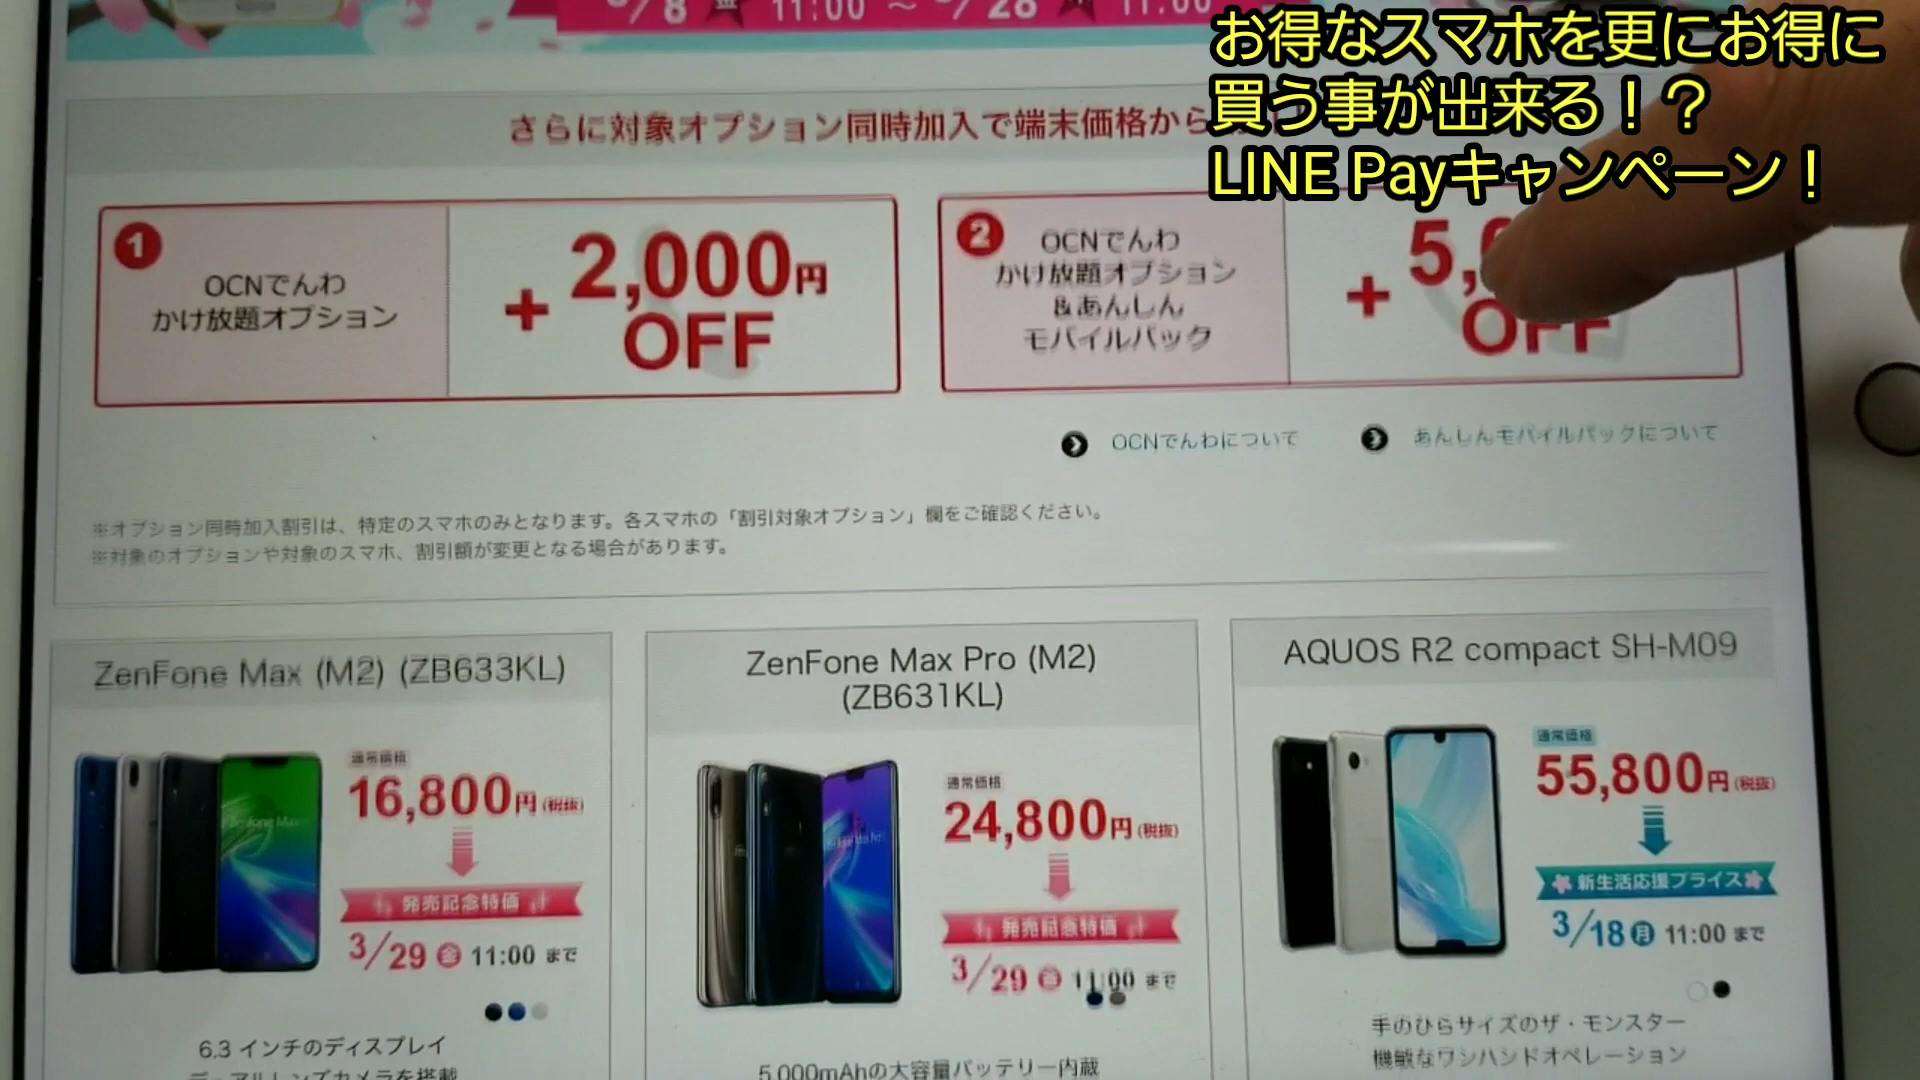 お得なスマホを更にお得に
買う事が出来る！？
LINE Payキャンペーン！
さらに対象オプション同時加入で端末価格から
1
OCNでんわ
かけ放題オプション
+ 2,000円
OFF
2
OCNでんわ
かけ放題オプション
&あんしん
モバイルパック
+ 5,
OFF
OCNでんわについて
あんしんモバイルパックについて
※オプション同時加入割引は、特定のスマホのみとなります。各スマホの「割引対象オプション」欄をご確認ください。
※対象のオプションや対象のスマホ、割引額が変更となる場合があります。
ZenFone Max (M2) (ZB633KL)
通常価格
16,800円(税抜)
発売記念特価
3/29 金 11:00 まで
6.3 インチのディスプレイ
デュアルレンズカメラを搭載
ZenFone Max Pro (M2)
(ZB631KL)
通常価格
24,800円(税抜)
発売記念特価
3/29 金 11:00 まで
5,000mAhの大容量バッテリー内蔵
AQUOS R2 compact SH-M09
通常価格
55,800円(税抜)
新生活応援プライス
3/18 月 11:00 まで
手のひらサイズのザ・モンスター
機敏なワンハンドオペレーション